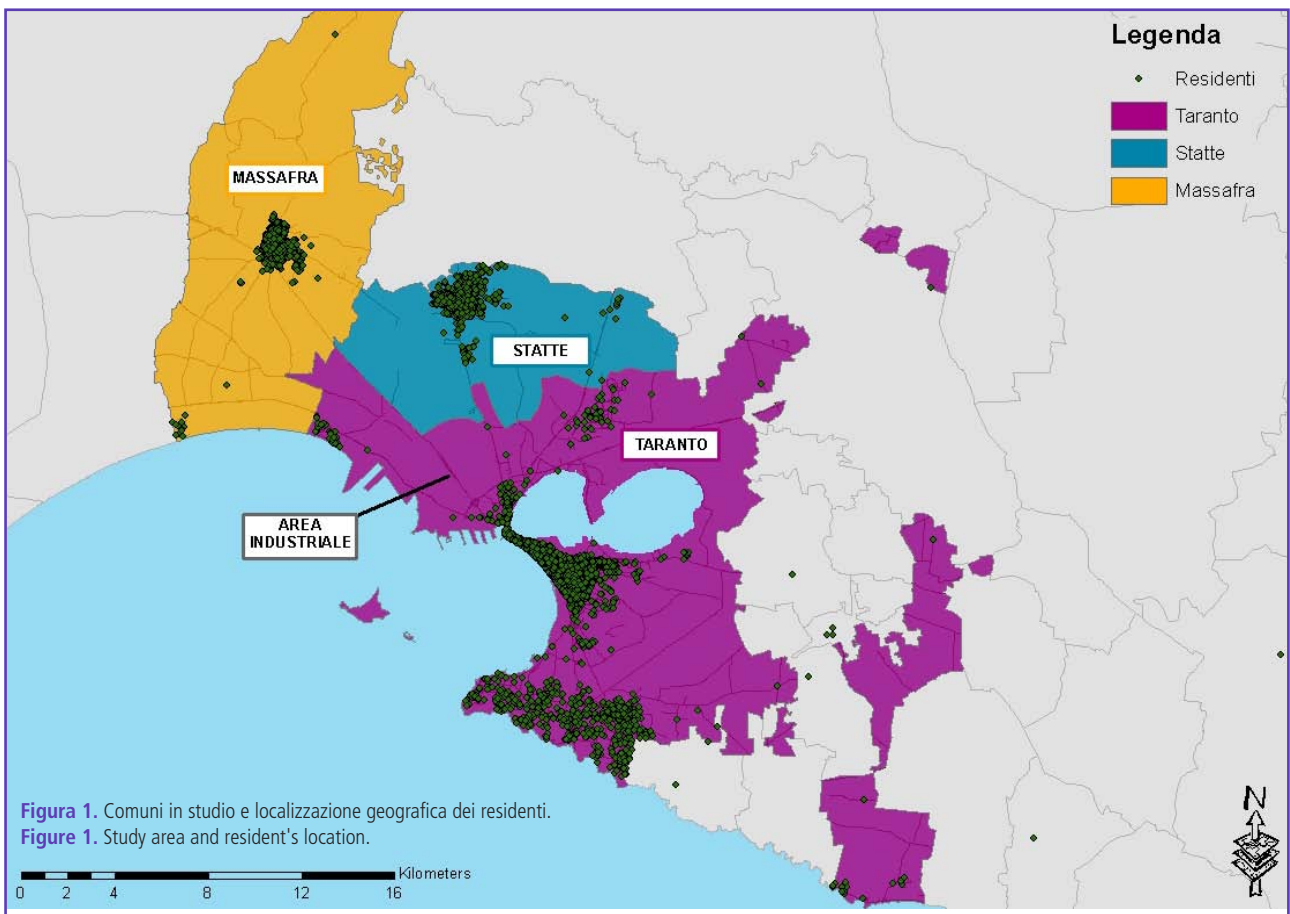 Legenda
Residenti
Taranto
Statte
Massafra
MASSAFRA
STATTE
TARANTO
AREA
INDUSTRIALE
Figura 1. Comuni in studio e localizzazione geografica dei residenti.
Figure 1. Study area and resident's location.
N
Kilometers
0 2 4 8 12 16